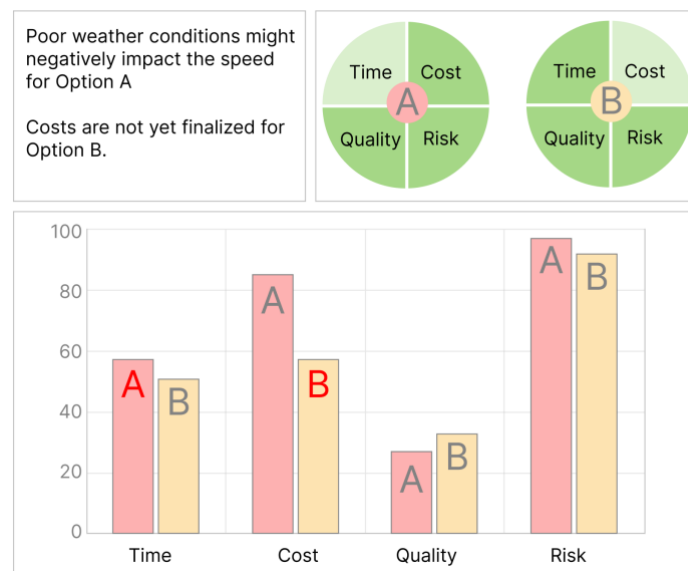 Poor weather conditions might
negatively impact the speed
for Option A
Costs are not yet finalized for
Option B.
Time Cost
A
Quality Risk
Time Cost
B
Quality Risk
100
80
60
40
20
0
A
B
A
B
A
B
A
B
Time Cost Quality Risk